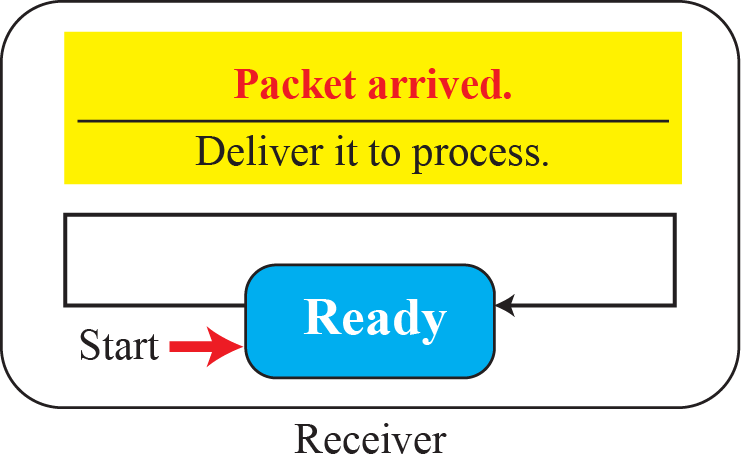 Packet arrived.
Deliver it to process.
Ready
Start
Receiver